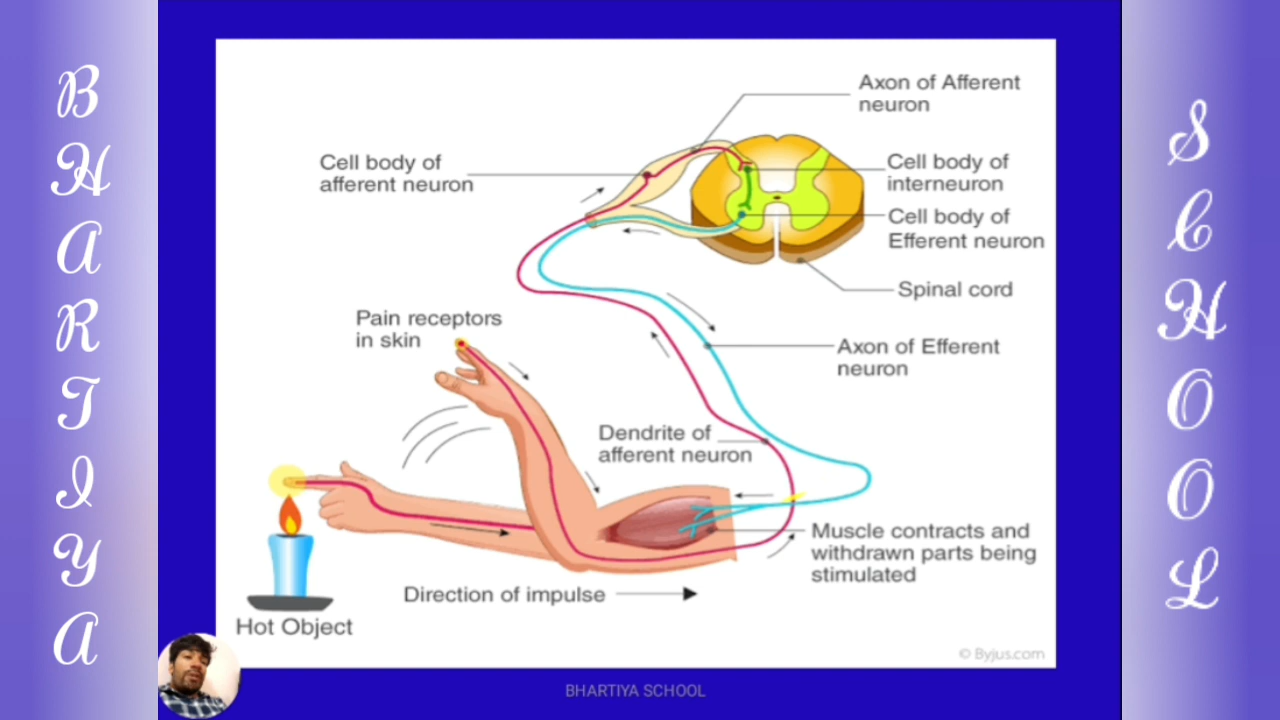 BHARTIYA
Axon of Afferent
neuron
Cell body of
afferent neuron
Cell body of
interneuron
Cell body of
Efferent neuron
Spinal cord
Pain receptors
in skin
Axon of Efferent
neuron
Dendrite of
afferent neuron
Muscle contracts and
withdrawn parts being
stimulated
Direction of impulse
Hot Object
© Byjus.com
BHARTIYA SCHOOL
SCHOOL